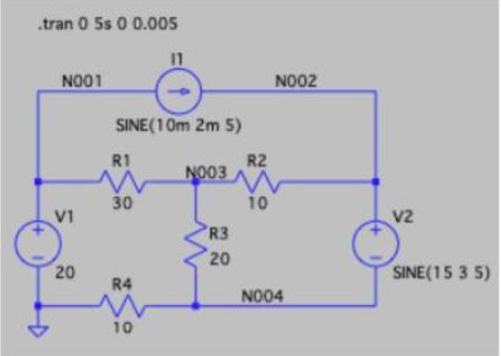 .tran 0 5s 0 0.005
I1
N001
N002
SINE(10m 2m 5)
R1
R2
N003
30
10
V1
V2
R3
20
20
SINE(15 3 5)
R4
N004
10